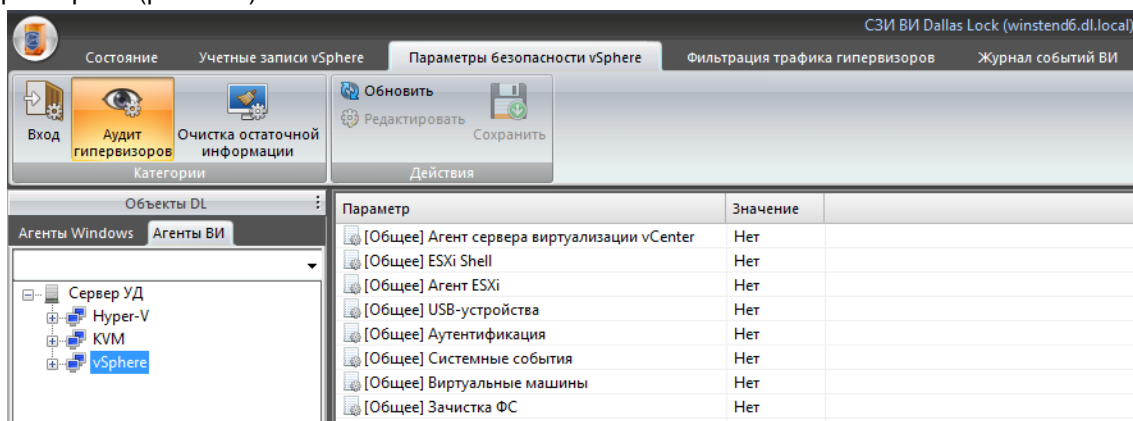 СЗИ ВИ Dallas Lock (winstend6.dl.local)
Состояние Учетные записи vSphere Параметры безопасности vSphere Фильтрация трафика гипервизоров Журнал событий ВИ
Вход
Аудит гипервизоров
Очистка остаточной информации
Категории
Обновить
Редактировать
Сохранить
Действия
Объекты DL
Агенты Windows Агенты ВИ
Сервер УД
Hyper-V
KVM
vSphere
Параметр Значение
[Общее] Агент сервера виртуализации vCenter Нет
[Общее] ESXi Shell Нет
[Общее] Агент ESXi Нет
[Общее] USB-устройства Нет
[Общее] Аутентификация Нет
[Общее] Системные события Нет
[Общее] Виртуальные машины Нет
[Общее] Зачистка ФС Нет